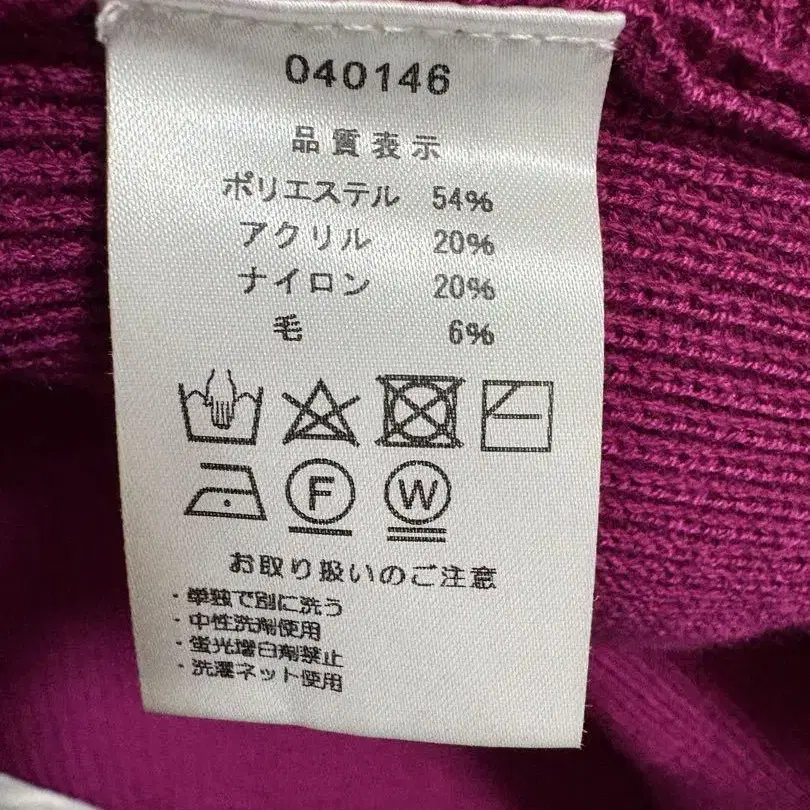 040146
品質表示
ポリエステル 54%
アクリル 20%
ナイロン 20%
毛 6%
F W
お取り扱いのご注意
・単独で別に洗う
・中性洗剤使用
・蛍光増白剤禁止
・洗濯ネット使用